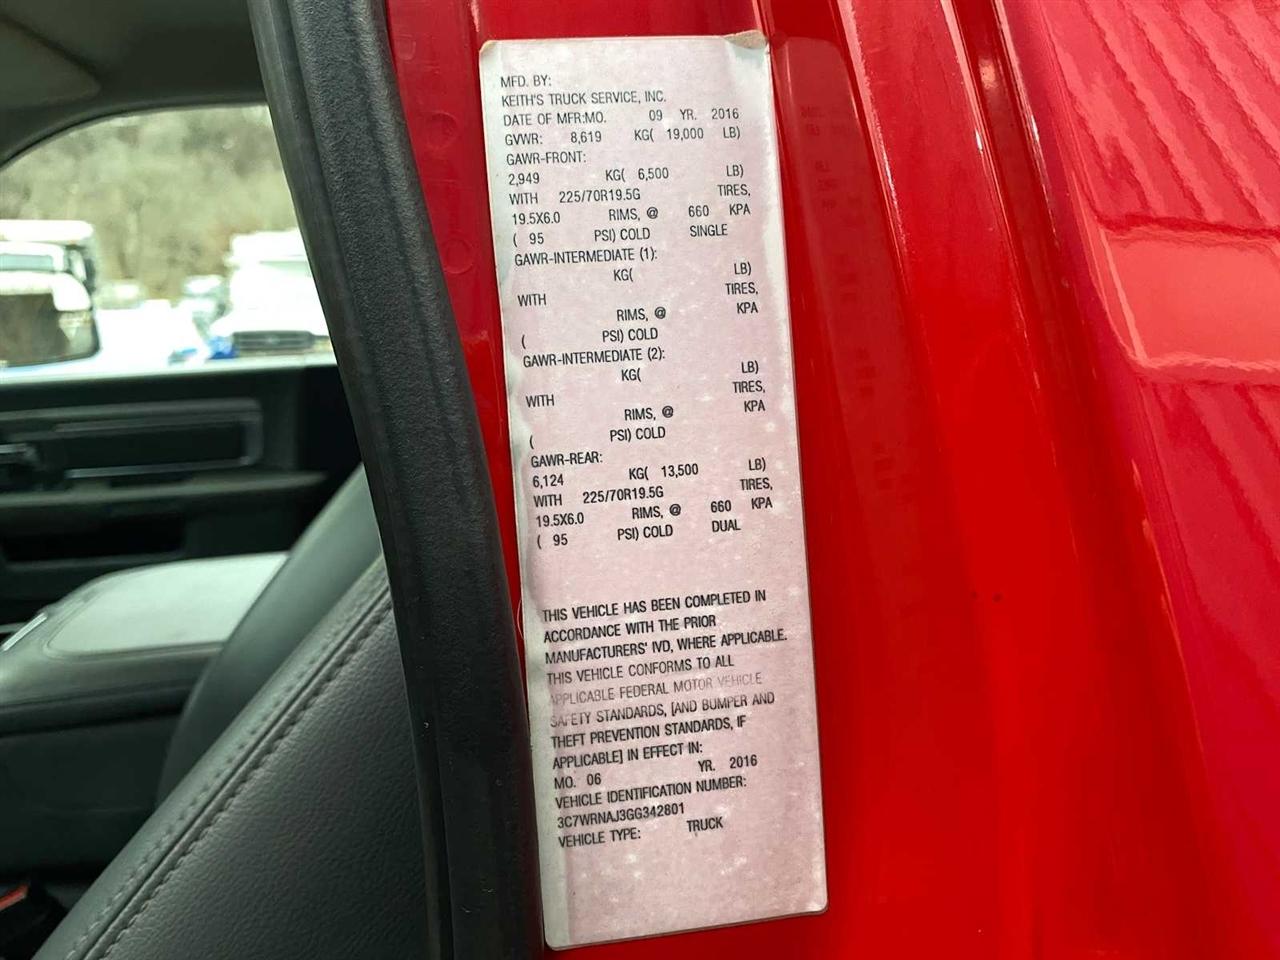 MFD. BY:
KEITH'S TRUCK SERVICE, INC.
DATE OF MFR:MO. 09 YR. 2016
GVWR: 8,619 KG( 19,000 LB)
GAWR-FRONT:
2,949 KG( 6,500 LB)
WITH 225/70R19.5G TIRES,
19.5X6.0 RIMS, @ 660 KPA
( 95 PSI) COLD SINGLE
GAWR-INTERMEDIATE (1):
KG( LB)
WITH TIRES,
RIMS, @ KPA
( PSI) COLD
GAWR-INTERMEDIATE (2):
KG( LB)
WITH TIRES,
RIMS, @ KPA
( PSI) COLD
GAWR-REAR:
6,124 KG( 13,500 LB)
WITH 225/70R19.5G TIRES,
19.5X6.0 RIMS, @ 660 KPA
( 95 PSI) COLD DUAL
THIS VEHICLE HAS BEEN COMPLETED IN
ACCORDANCE WITH THE PRIOR
MANUFACTURERS' IVD, WHERE APPLICABLE.
THIS VEHICLE CONFORMS TO ALL
APPLICABLE FEDERAL MOTOR VEHICLE
SAFETY STANDARDS, [AND BUMPER AND
THEFT PREVENTION STANDARDS, IF
APPLICABLE] IN EFFECT IN:
MO. 06 YR. 2016
VEHICLE IDENTIFICATION NUMBER:
3C7WRNAJ3GG342801
VEHICLE TYPE: TRUCK